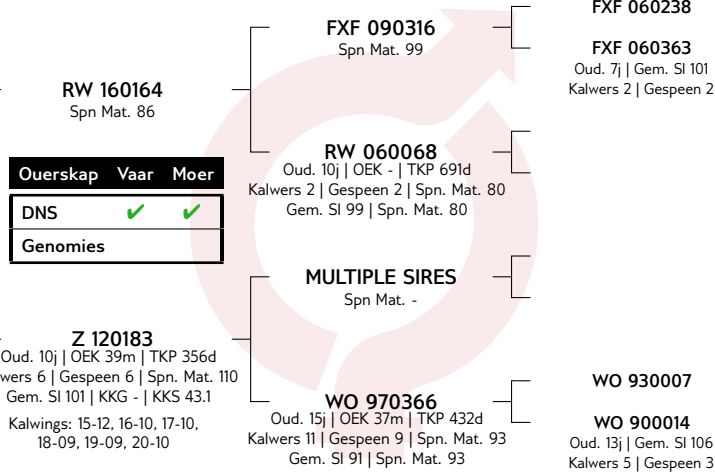 FXF 060238
FXF 090316
Spn Mat. 99
FXF 060363
Oud. 7j | Gem. SI 101
Kalwers 2 | Gespeen 2
RW 160164
Spn Mat. 86
RW 060068
Oud. 10j | OEK - | TKP 691d
Kalwers 2 | Gespeen 2 | Spn. Mat. 80
Gem. SI 99 | Spn. Mat. 80
Ouerskap Vaar Moer
DNS ✔ ✔
Genomies
MULTIPLE SIRES
Spn Mat. -
Z 120183
Oud. 10j | OEK 39m | TKP 356d
wers 6 | Gespeen 6 | Spn. Mat. 110
Gem. SI 101 | KKG - | KKS 43.1
Kalwings: 15-12, 16-10, 17-10,
18-09, 19-09, 20-10
WO 930007
WO 970366
Oud. 15j | OEK 37m | TKP 432d
Kalwers 11 | Gespeen 9 | Spn. Mat. 93
Gem. SI 91 | Spn. Mat. 93
WO 900014
Oud. 13j | Gem. SI 106
Kalwers 5 | Gespeen 3